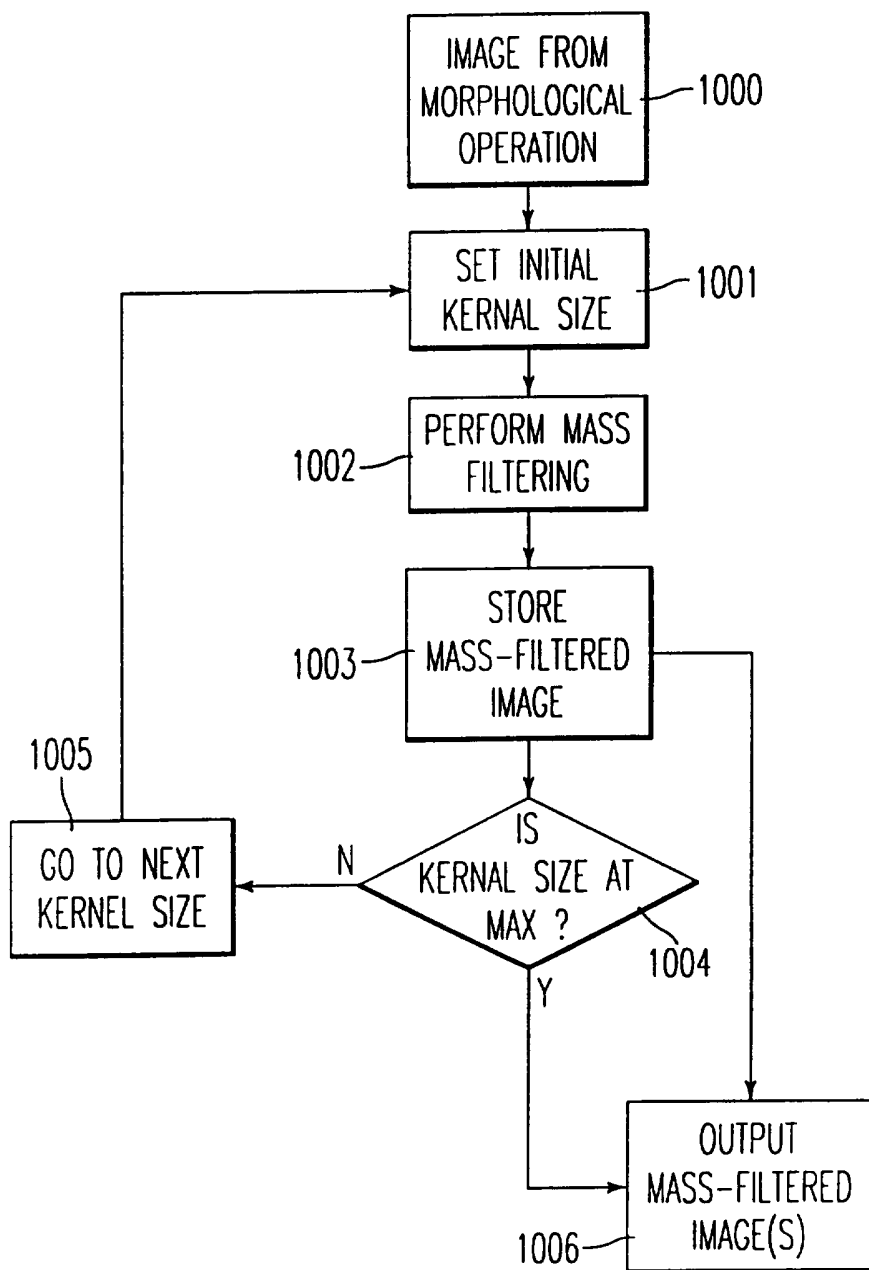 IMAGE FROM
MORPHOLOGICAL
OPERATION
1000
SET INITIAL
KERNAL SIZE
1001
PERFORM MASS
FILTERING
1002
STORE
MASS-FILTERED
IMAGE
1003
1005
GO TO NEXT
KERNEL SIZE
N
IS
KERNAL SIZE AT
MAX ?
1004
Y
OUTPUT
MASS-FILTERED
IMAGE(S)
1006